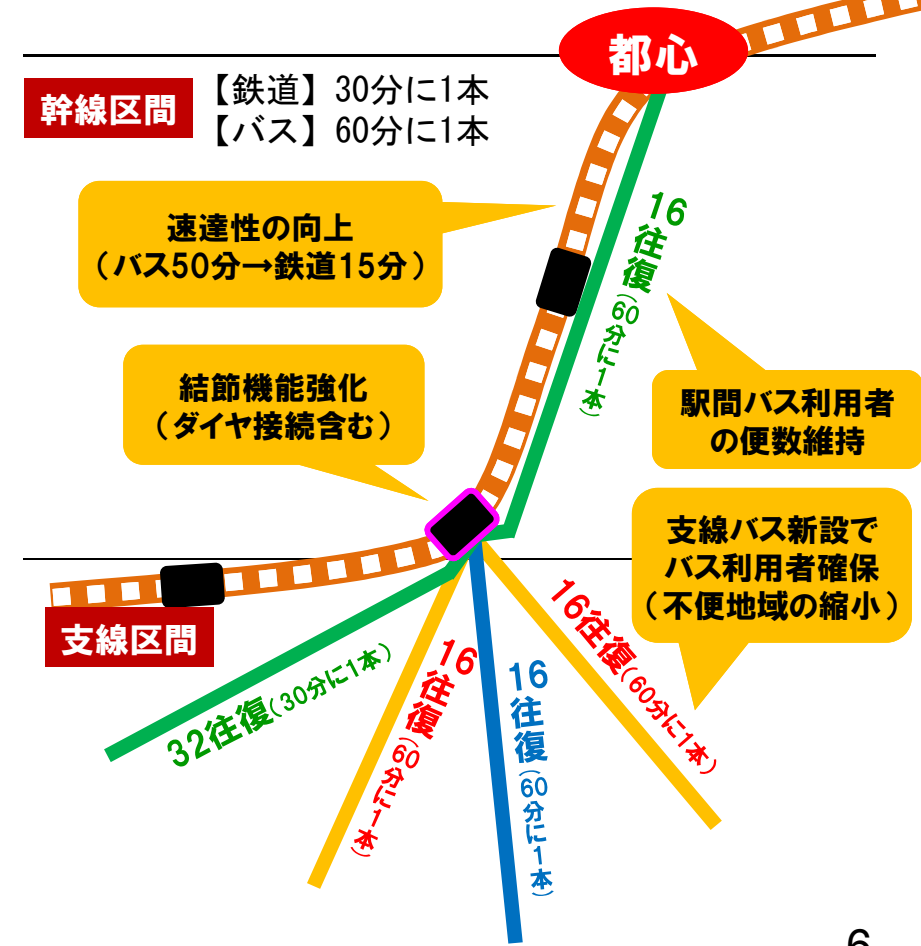 都心
幹線区間
【鉄道】30分に1本
【バス】60分に1本
速達性の向上
（バス50分→鉄道15分）
16往復（60分に1本）
結節機能強化
（ダイヤ接続含む）
駅間バス利用者
の便数維持
支線バス新設で
バス利用者確保
（不便地域の縮小）
支線区間
32往復（30分に1本）
16往復（60分に1本）
16往復（60分に1本）
16往復（60分に1本）
6